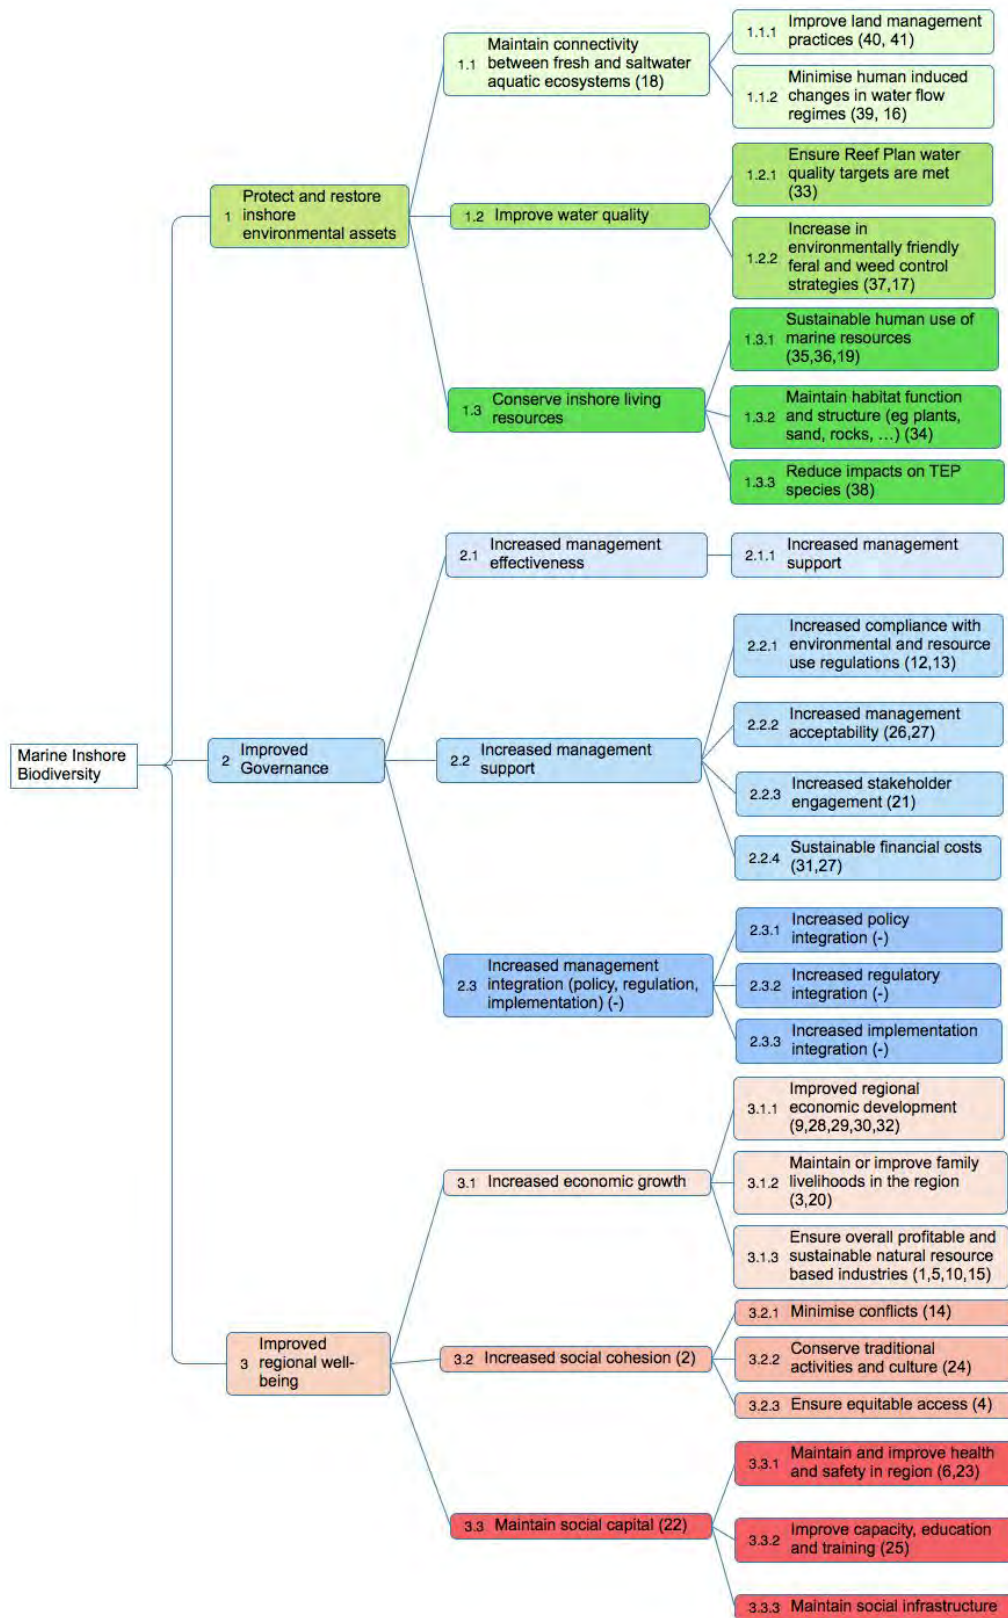 Marine Inshore
Biodiversity
1 Protect and restore
inshore
environmental assets
1.1 Maintain connectivity
between fresh and saltwater
aquatic ecosystems (18)
1.1.1 Improve land management
practices (40, 41)
1.1.2 Minimise human induced
changes in water flow
regimes (39, 16)
1.2 Improve water quality
1.2.1 Ensure Reef Plan water
quality targets are met
(33)
1.2.2 Increase in
environmentally friendly
feral and weed control
strategies (37,17)
1.3 Conserve inshore living
resources
1.3.1 Sustainable human use of
marine resources
(35,36,19)
1.3.2 Maintain habitat function
and structure (eg plants,
sand, rocks, ...) (34)
1.3.3 Reduce impacts on TEP
species (38)
2 Improved
Governance
2.1 Increased management
effectiveness
2.1.1 Increased management
support
2.2 Increased management
support
2.2.1 Increased compliance with
environmental and resource
use regulations (12,13)
2.2.2 Increased management
acceptability (26,27)
2.2.3 Increased stakeholder
engagement (21)
2.2.4 Sustainable financial costs
(31,27)
2.3 Increased management
integration (policy, regulation,
implementation) (-)
2.3.1 Increased policy
integration (-)
2.3.2 Increased regulatory
integration (-)
2.3.3 Increased implementation
integration (-)
3 Improved
regional well-
being
3.1 Increased economic growth
3.1.1 Improved regional
economic development
(9,28,29,30,32)
3.1.2 Maintain or improve family
livelihoods in the region
(3,20)
3.1.3 Ensure overall profitable and
sustainable natural resource
based industries (1,5,10,15)
3.2 Increased social cohesion (2)
3.2.1 Minimise conflicts (14)
3.2.2 Conserve traditional
activities and culture (24)
3.2.3 Ensure equitable access (4)
3.3 Maintain social capital (22)
3.3.1 Maintain and improve health
and safety in region (6,23)
3.3.2 Improve capacity, education
and training (25)
3.3.3 Maintain social infrastructure